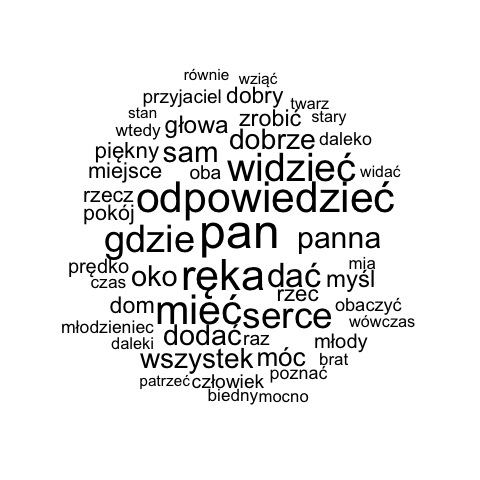 równie wziąć
przyjaciel dobry twarz
stan zrobić stary
wtedy głowa dobrze daleko
piękny sam widzieć
miejsce oba widać
rzecz odpowiedzieć
pokój
gdzie pan panna
prędko oko ręka dać myśl mia
czas rzec
dom mieć serce obaczyć
młodzieniec dodać raz młody wówczas
daleki
wszystek móc brat
patrzeć człowiek poznać
biedny mocno